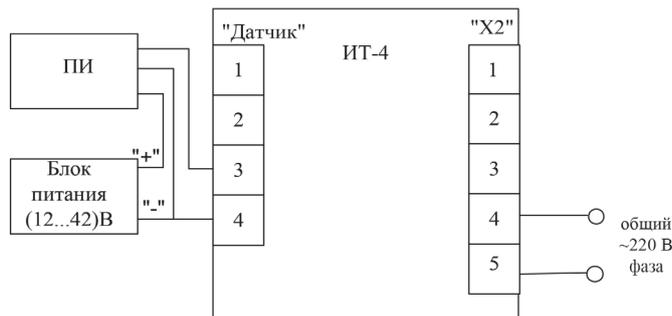 "Датчик"
"X2"
ИТ-4
ПИ
1
2
3
4
1
2
3
4
5
"+"
Блок
питания
(12...42)В
"-"
общий
~220 В
фаза